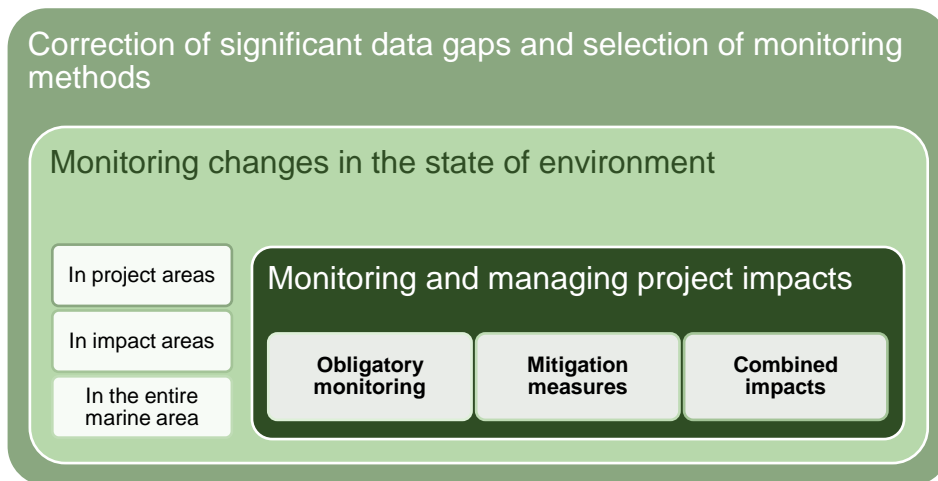 Correction of significant data gaps and selection of monitoring
methods
Monitoring changes in the state of environment
In project areas
In impact areas
In the entire
marine area
Monitoring and managing project impacts
Obligatory
monitoring
Mitigation
measures
Combined
impacts